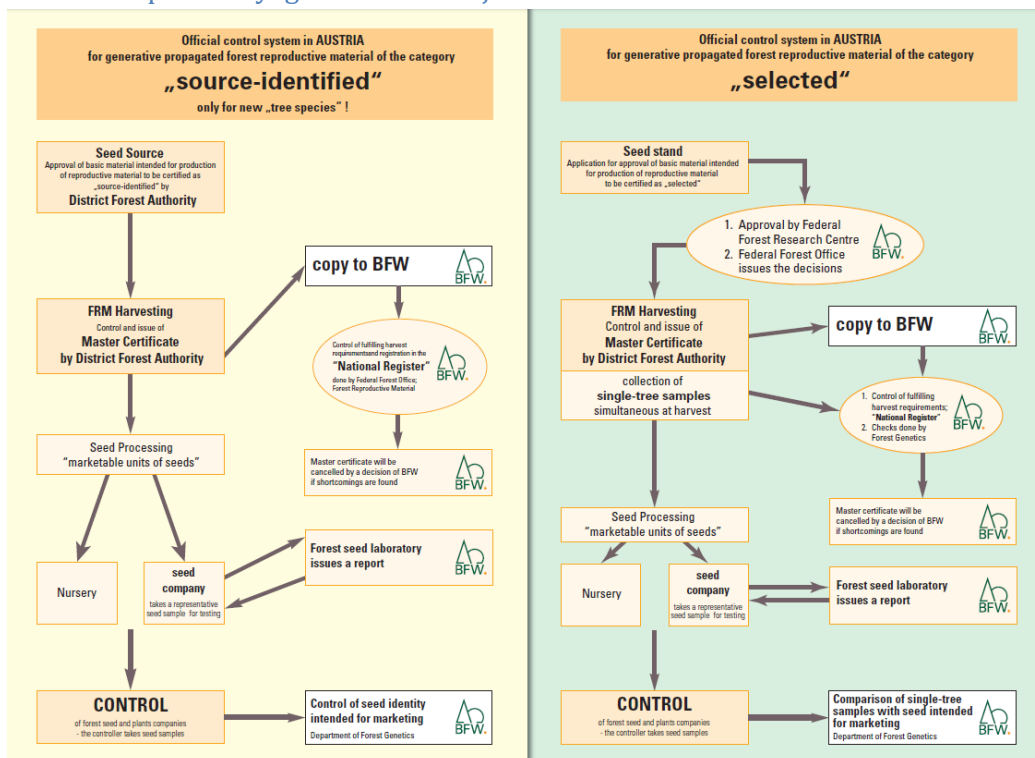 Official control system in AUSTRIA
for generative propagated forest reproductive material of the category
„source-identified“
only for new „tree species“ !
Seed Source
Approval of basic material intended for production
of reproductive material to be certified as
„source-identified“ by
District Forest Authority
copy to BFW
BFW.
FRM Harvesting
Control and issue of
Master Certificate
by District Forest Authority
Control of fulfilling harvest
requirementsand registration in the
"National Register"
done by Federal Forest Office;
Forest Reproductive Material
BFW.
Seed Processing
"marketable units of seeds"
Master certificate will be
cancelled by a decision of BFW
if shortcomings are found
BFW.
Nursery
seed
company
takes a representative
seed sample for testing
Forest seed laboratory
issues a report
BFW.
CONTROL
of forest seed and plants companies
- the controller takes seed samples
Control of seed identity
intended for marketing
Department of Forest Genetics
BFW.
Official control system in AUSTRIA
for generative propagated forest reproductive material of the category
„selected“
Seed stand
Application for approval of basic material intended
for production of reproductive material
to be certified as „selected“
1. Approval by Federal
Forest Research Centre
2. Federal Forest Office
issues the decisions
BFW.
FRM Harvesting
Control and issue of
Master Certificate
by District Forest Authority
collection of
single-tree samples
simultaneous at harvest
copy to BFW
BFW.
1. Control of fulfilling
harvest requirements;
"National Register"
2. Checks done by
Forest Genetics
BFW.
Master certificate will be
cancelled by a decision of BFW
if shortcomings are found
BFW.
Seed Processing
"marketable units of seeds"
Nursery
seed
company
takes a representative
seed sample for testing
Forest seed laboratory
issues a report
BFW.
CONTROL
of forest seed and plants companies
- the controller takes seed samples
Comparison of single-tree
samples with seed intended
for marketing
Department of Forest Genetics
BFW.